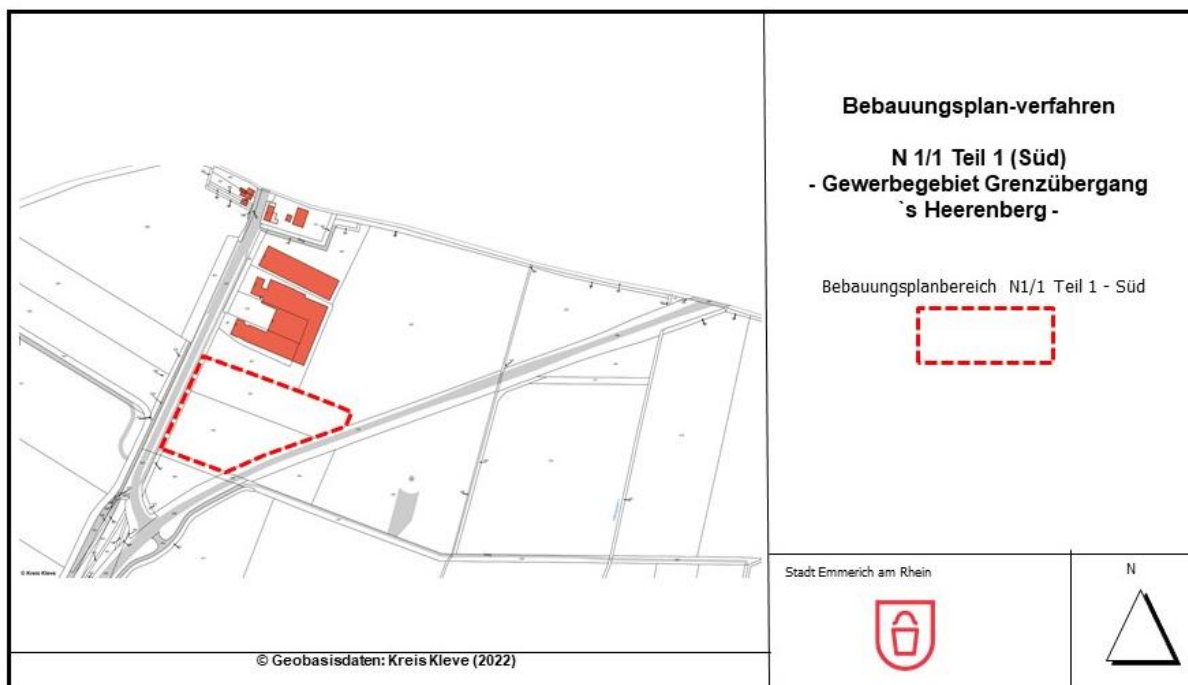 Bebauungsplan-verfahren
N 1/1 Teil 1 (Süd)
- Gewerbegebiet Grenzübergang
`s Heerenberg -
Bebauungsplanbereich N1/1 Teil 1 - Süd
© Kreis Kleve
Stadt Emmerich am Rhein
N
© Geobasisdaten: Kreis Kleve (2022)